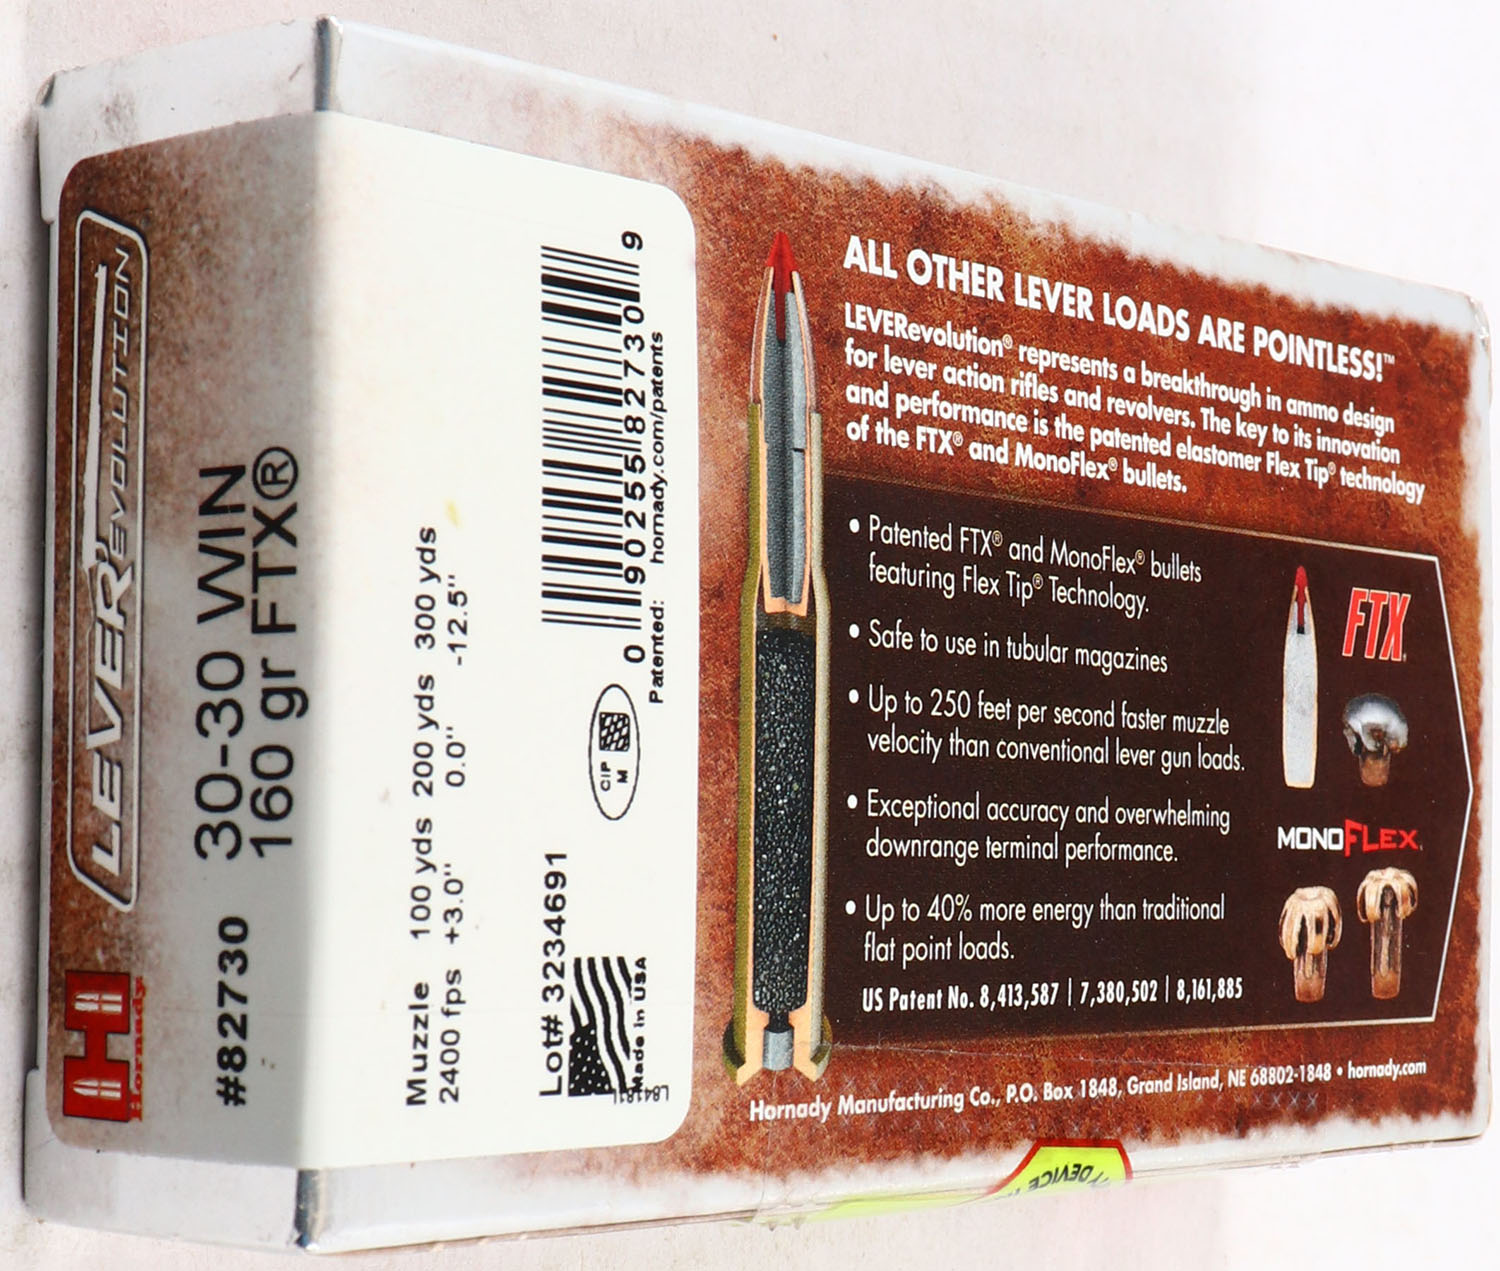 LEVER'EVOLUTION
H
Hornady
#82730
30-30 WIN
160 gr FTX®
Muzzle 100 yds 200 yds 300 yds
2400 fps +3.0" 0.0" -12.5"
Lot# 3234691
Made in USA
L84181L
CIP
M
0 90255 82730 9
Patented: hornady.com/patents
ALL OTHER LEVER LOADS ARE POINTLESS!™
LEVERevolution® represents a breakthrough in ammo design
for lever action rifles and revolvers. The key to its innovation
and performance is the patented elastomer Flex Tip® technology
of the FTX® and MonoFlex® bullets.
• Patented FTX® and MonoFlex® bullets
featuring Flex Tip® Technology.
• Safe to use in tubular magazines
• Up to 250 feet per second faster muzzle
velocity than conventional lever gun loads.
• Exceptional accuracy and overwhelming
downrange terminal performance.
• Up to 40% more energy than traditional
flat point loads.
US Patent No. 8,413,587 | 7,380,502 | 8,161,885
FTX
MONOFLEX
Hornady Manufacturing Co., P.O. Box 1848, Grand Island, NE 68802-1848 • hornady.com
XXXX
DEVICE